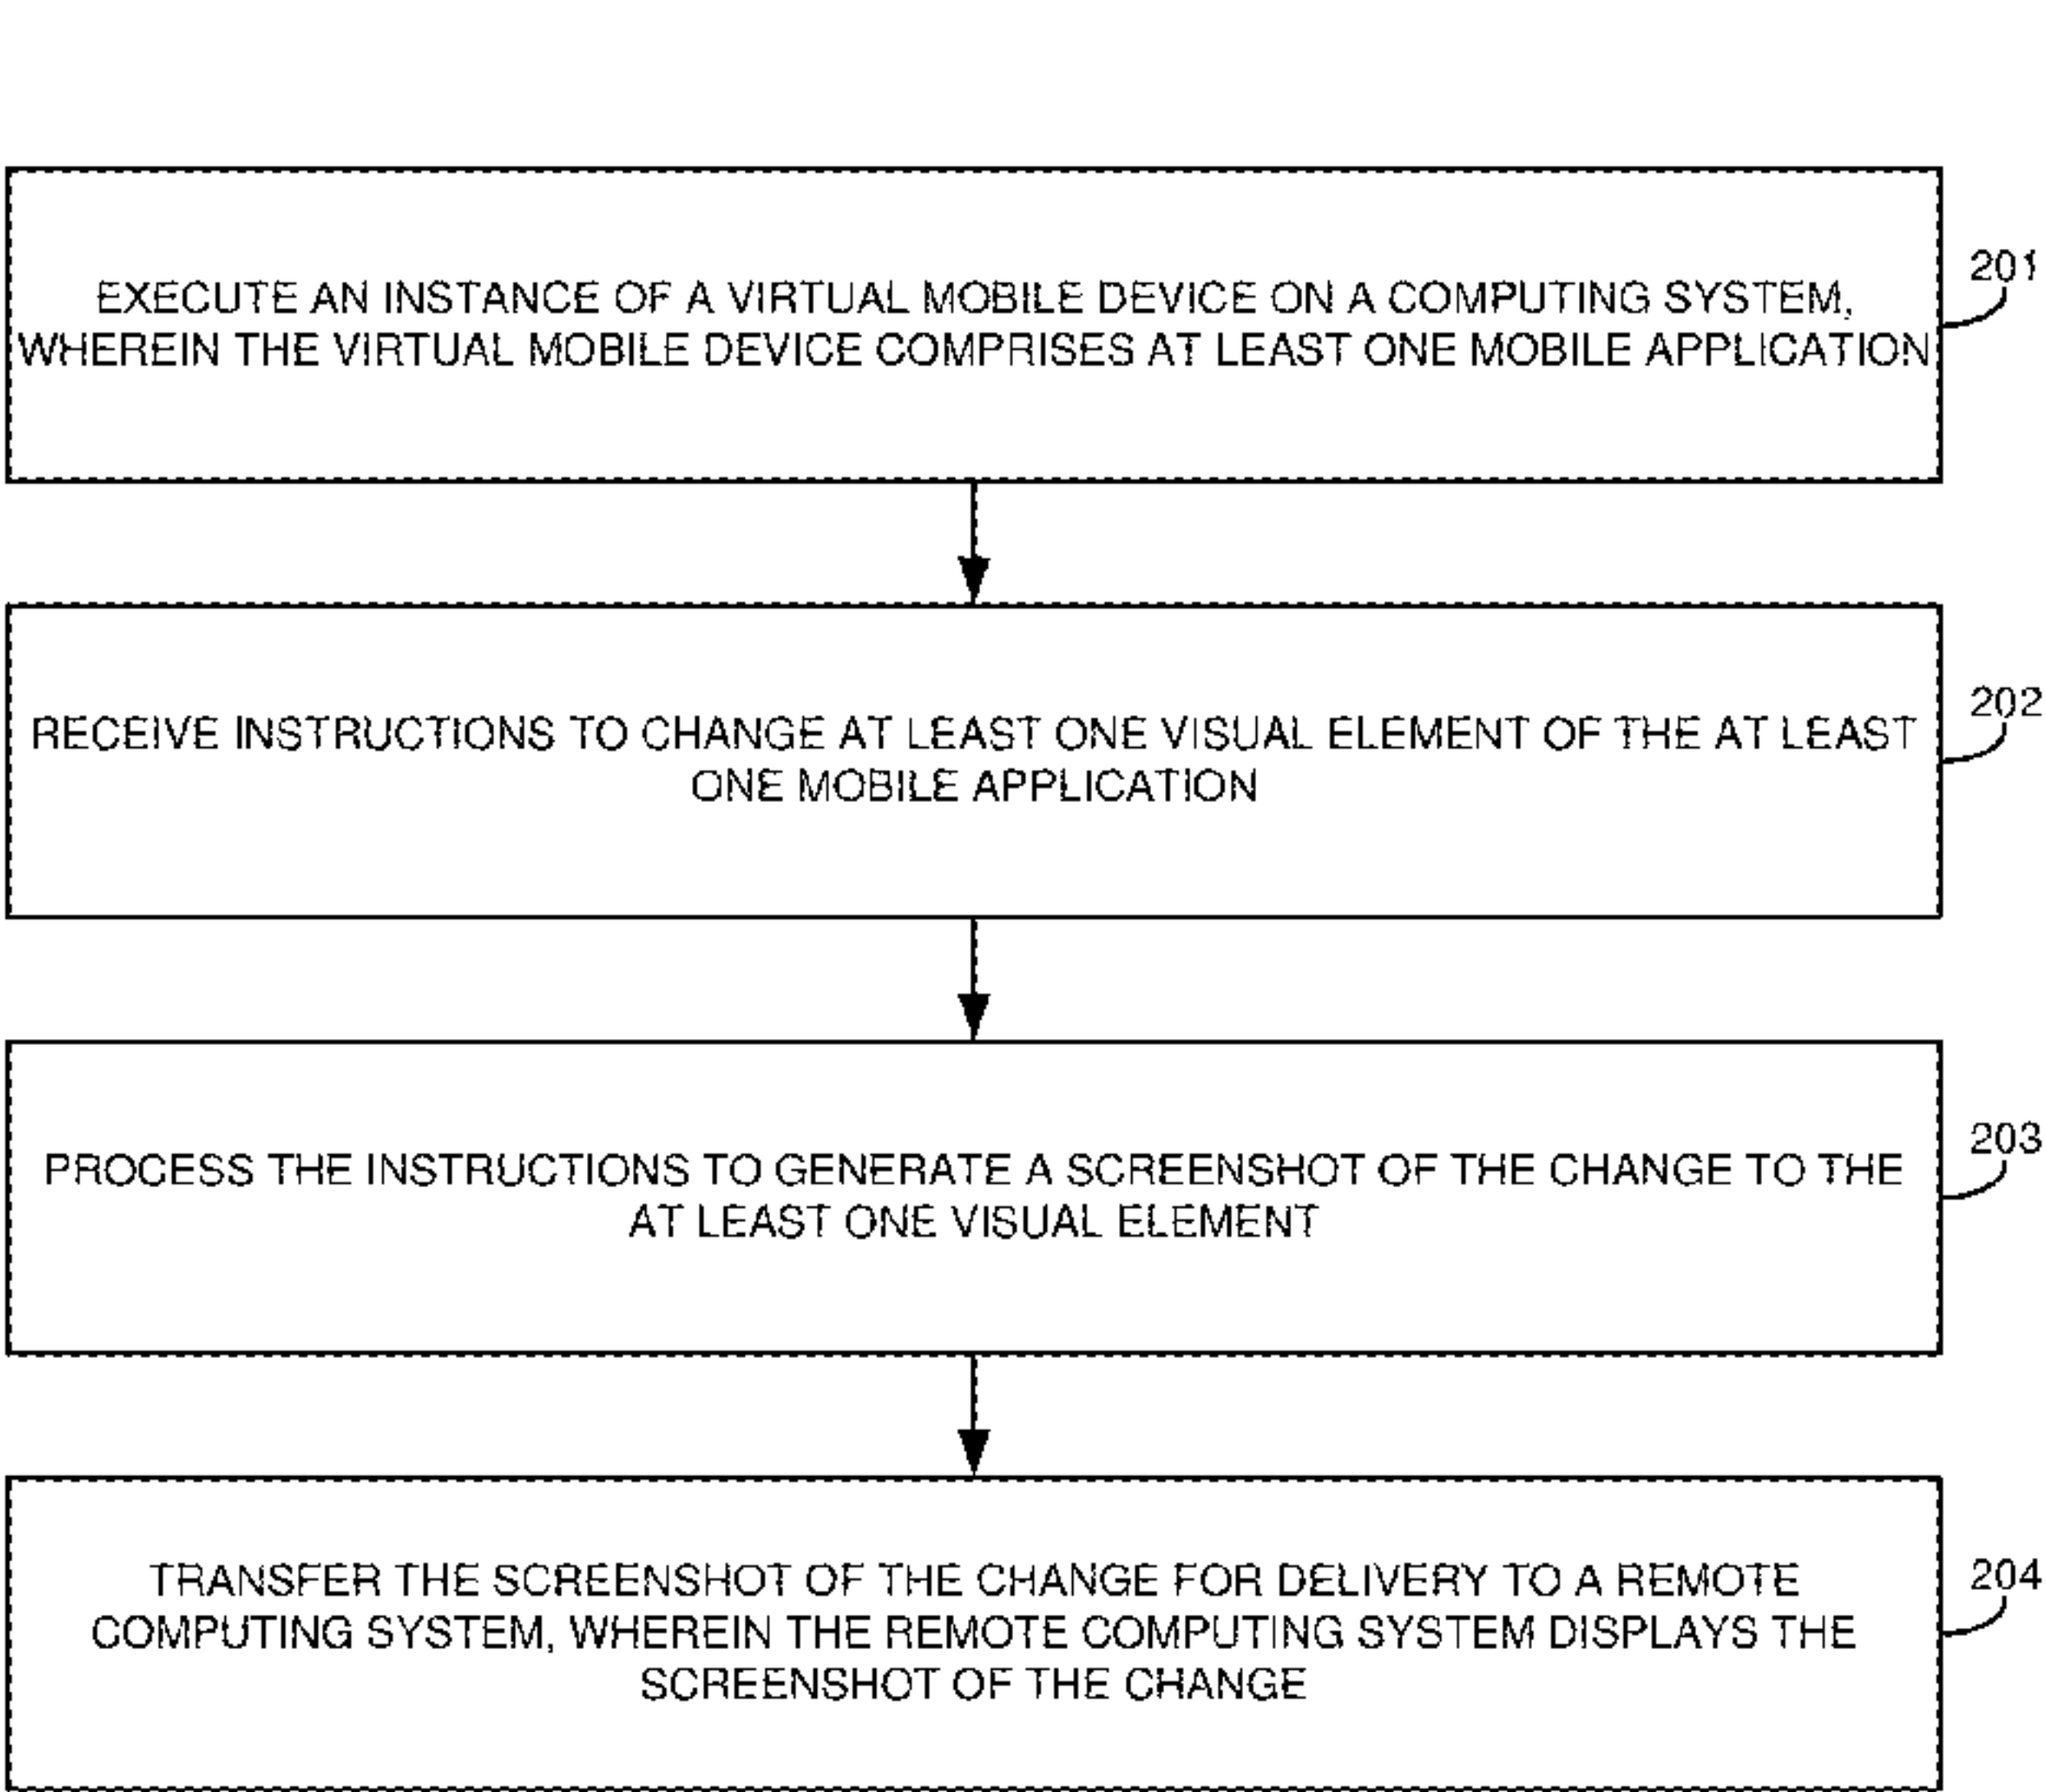 EXECUTE AN INSTANCE OF A VIRTUAL MOBILE DEVICE ON A COMPUTING SYSTEM,
WHEREIN THE VIRTUAL MOBILE DEVICE COMPRISES AT LEAST ONE MOBILE APPLICATION
201
RECEIVE INSTRUCTIONS TO CHANGE AT LEAST ONE VISUAL ELEMENT OF THE AT LEAST
ONE MOBILE APPLICATION
202
PROCESS THE INSTRUCTIONS TO GENERATE A SCREENSHOT OF THE CHANGE TO THE
AT LEAST ONE VISUAL ELEMENT
203
TRANSFER THE SCREENSHOT OF THE CHANGE FOR DELIVERY TO A REMOTE
COMPUTING SYSTEM, WHEREIN THE REMOTE COMPUTING SYSTEM DISPLAYS THE
SCREENSHOT OF THE CHANGE
204